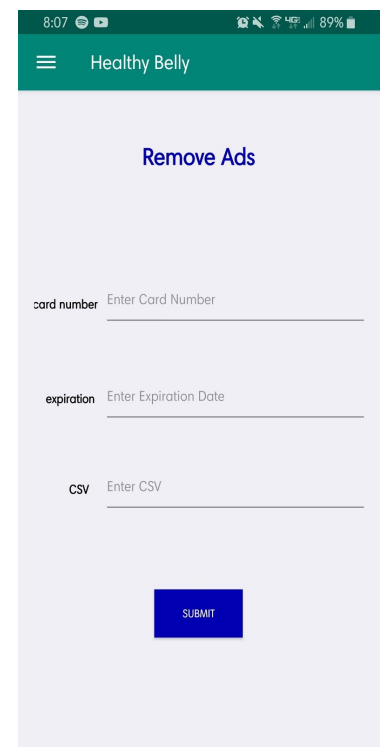 8:07 4GE 89%
Healthy Belly
Remove Ads
card number Enter Card Number
expiration Enter Expiration Date
CSV Enter CSV
SUBMIT